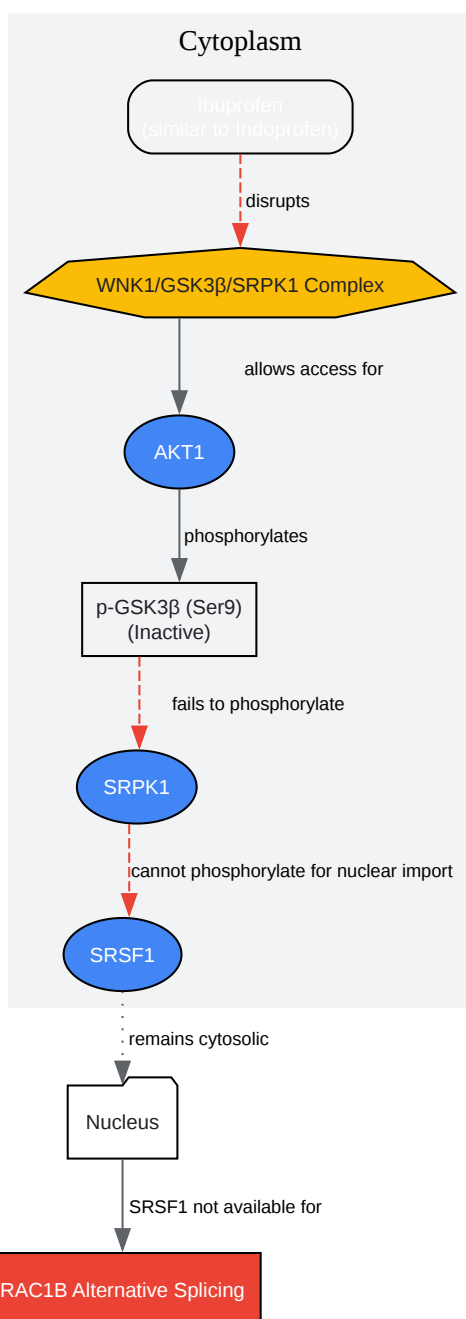 Cytoplasm
Ibuprofen
(similar to Indoprofen)
disrupts
WNK1/GSK3β/SRPK1 Complex
allows access for
AKT1
phosphorylates
p-GSK3β (Ser9)
(Inactive)
fails to phosphorylate
SRPK1
cannot phosphorylate for nuclear import
SRSF1
remains cytosolic
Nucleus
SRSF1 not available for
RAC1B Alternative Splicing